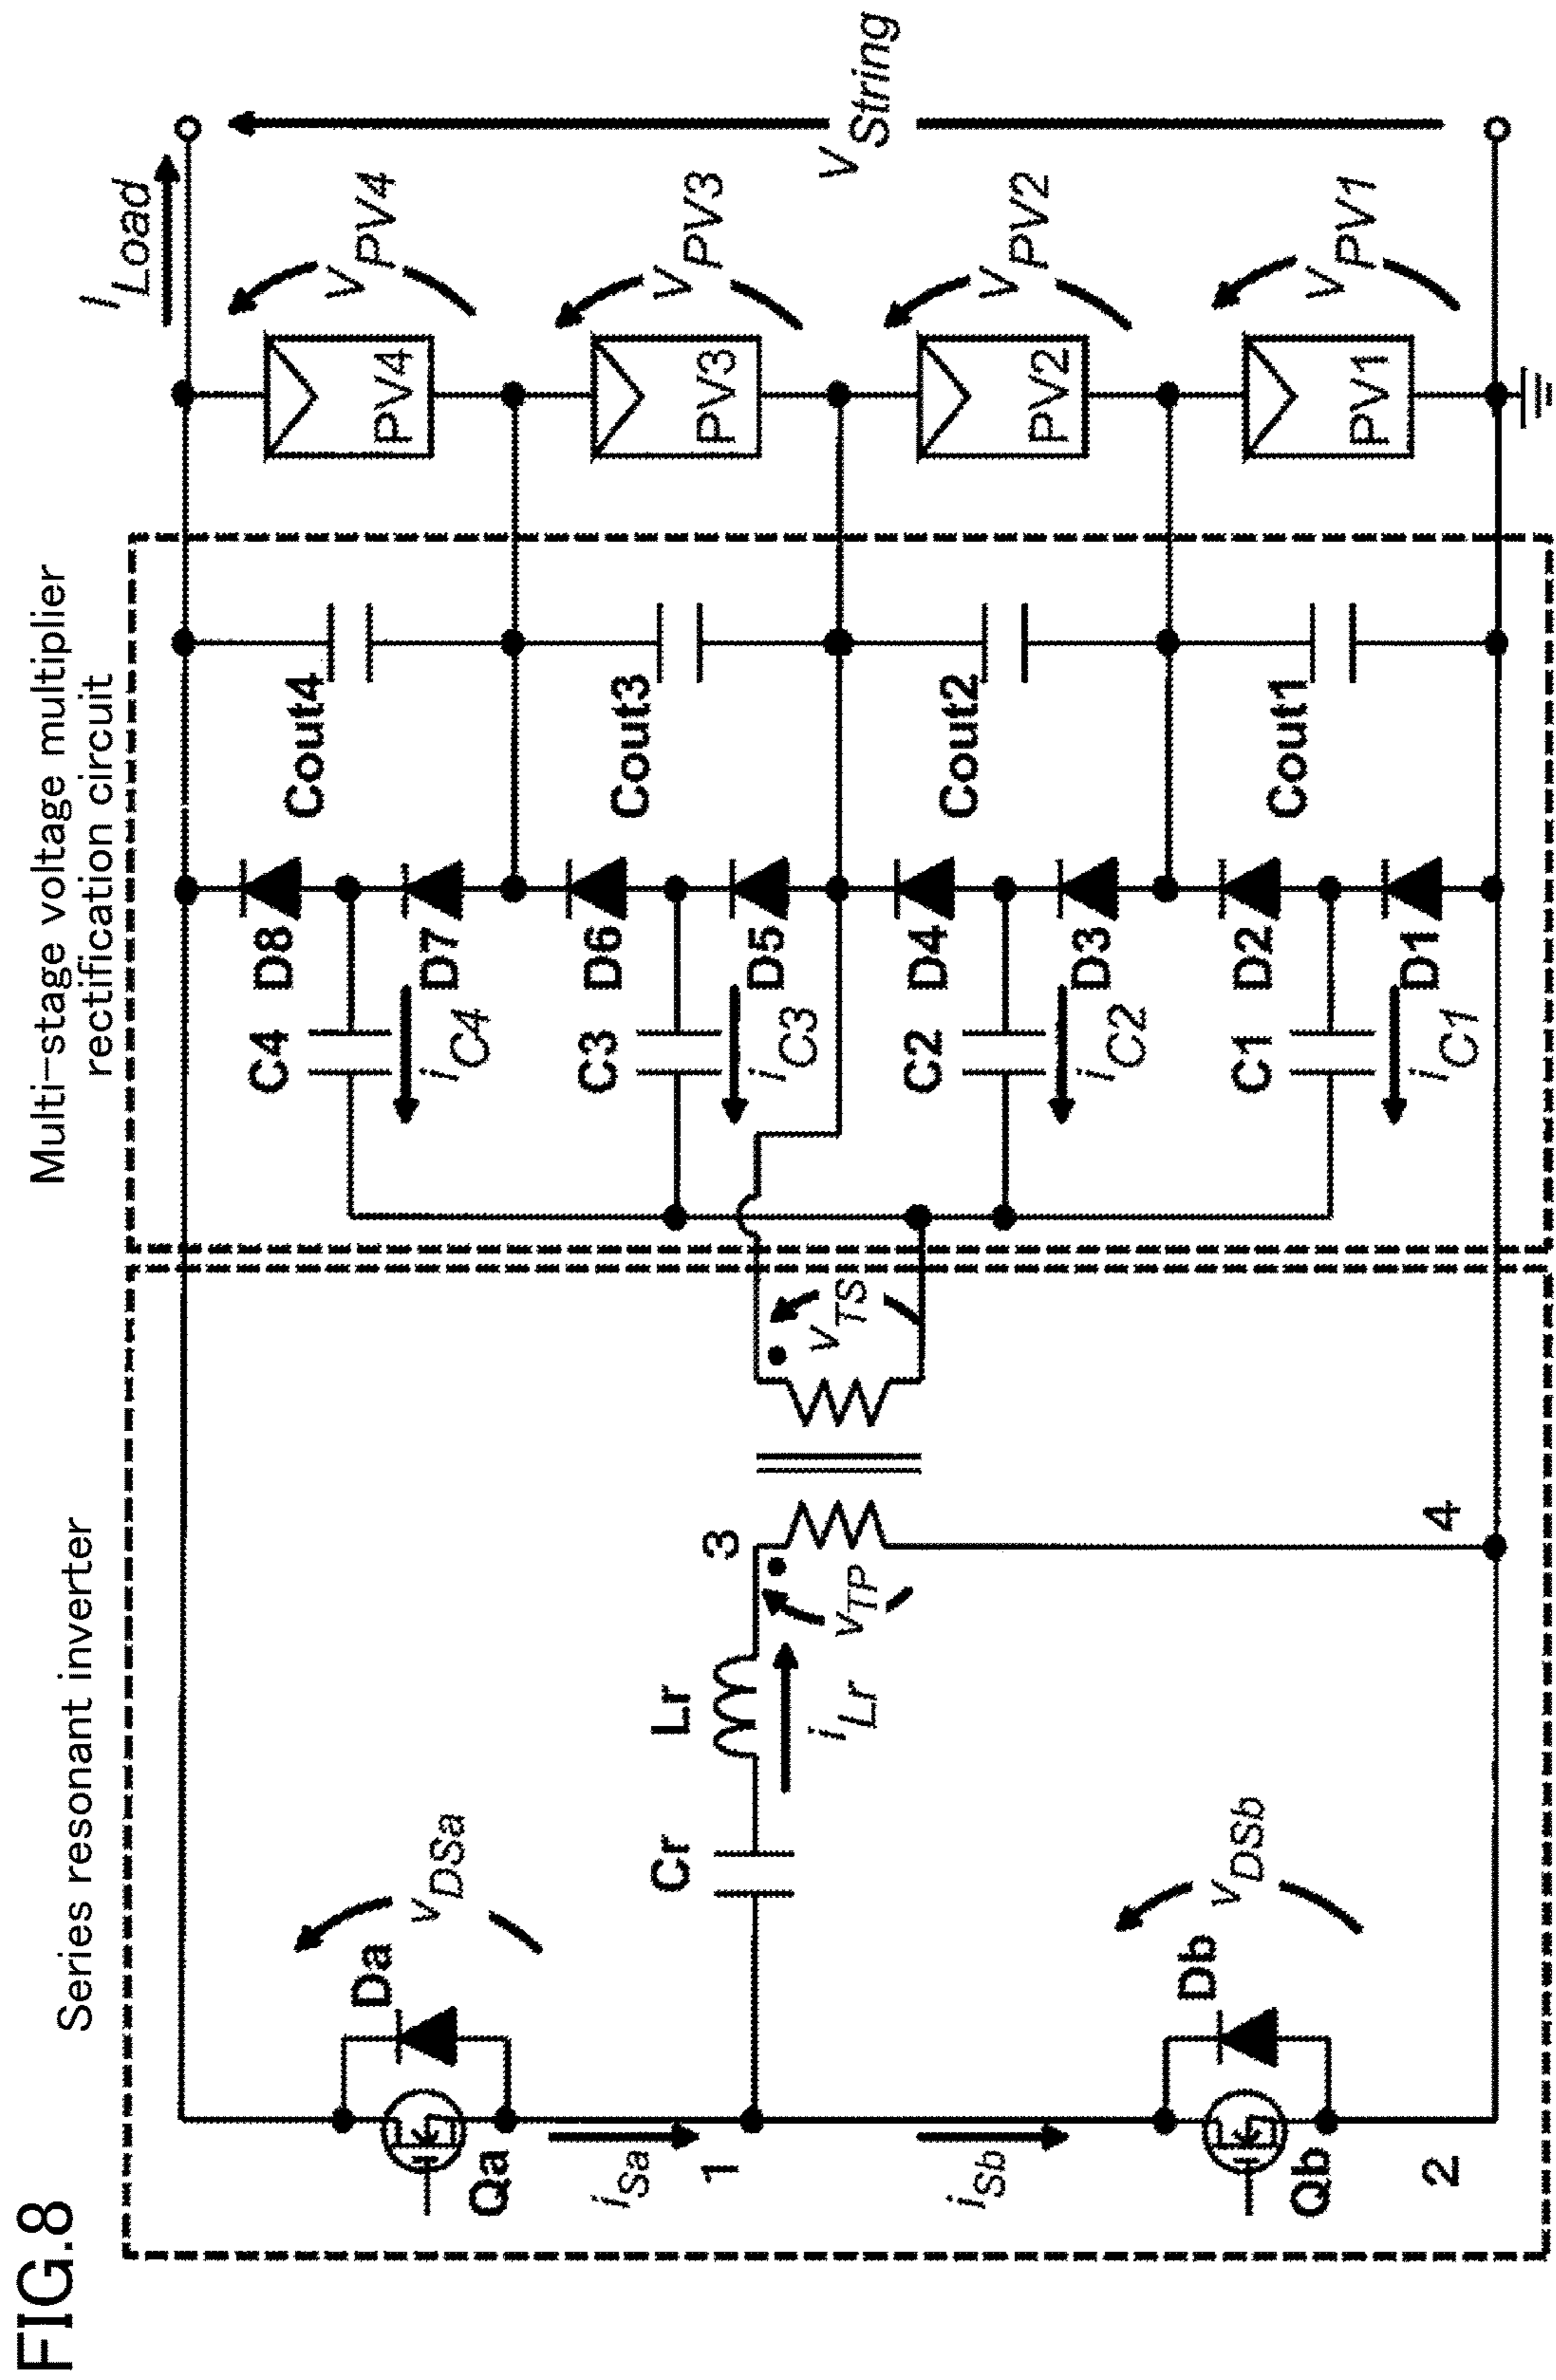 FIG.8
Series resonant inverter
Multi-stage voltage multiplier
rectification circuit
Qa
Da
vDSa
iSa
1
iSb
Qb
Db
vDSb
2
Cr
Lr
iLr
3
vTP
4
vTS
C4
iC4
C3
iC3
C2
iC2
C1
iC1
D8
D7
D6
D5
D4
D3
D2
D1
Cout4
Cout3
Cout2
Cout1
PV4
PV3
PV2
PV1
VPV4
VPV3
VPV2
VPV1
ILoad
VString